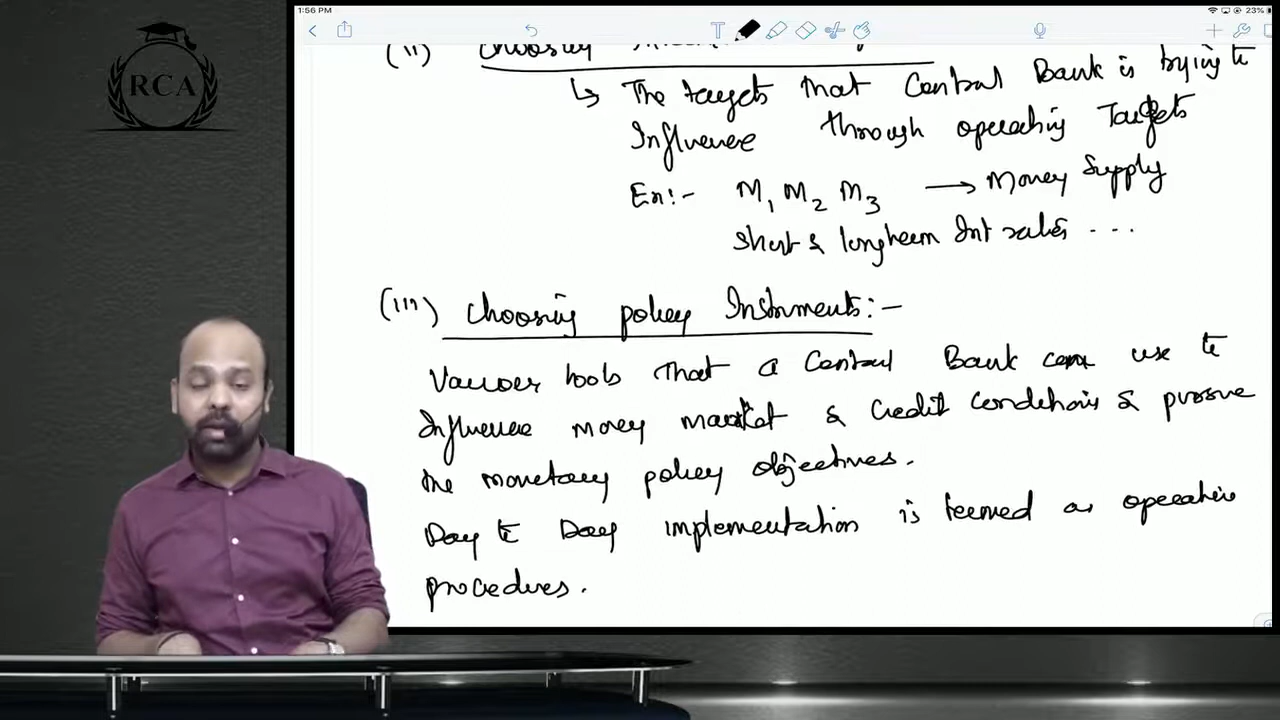 1:56 PM
23%
RCA
(ii) Choosing
↳ The targets that Central Bank is trying to
Influence through operating Targets
Ex:- M1 M2 M3 → Money Supply
Short & longterm Int rates ...
(iii) Choosing policy Instruments:-
Various tools that a Central Bank can use to
Influence money market & Credit Conditions & pursue
the monetary policy objectives.
Day to Day implementation is termed as operating
procedures.